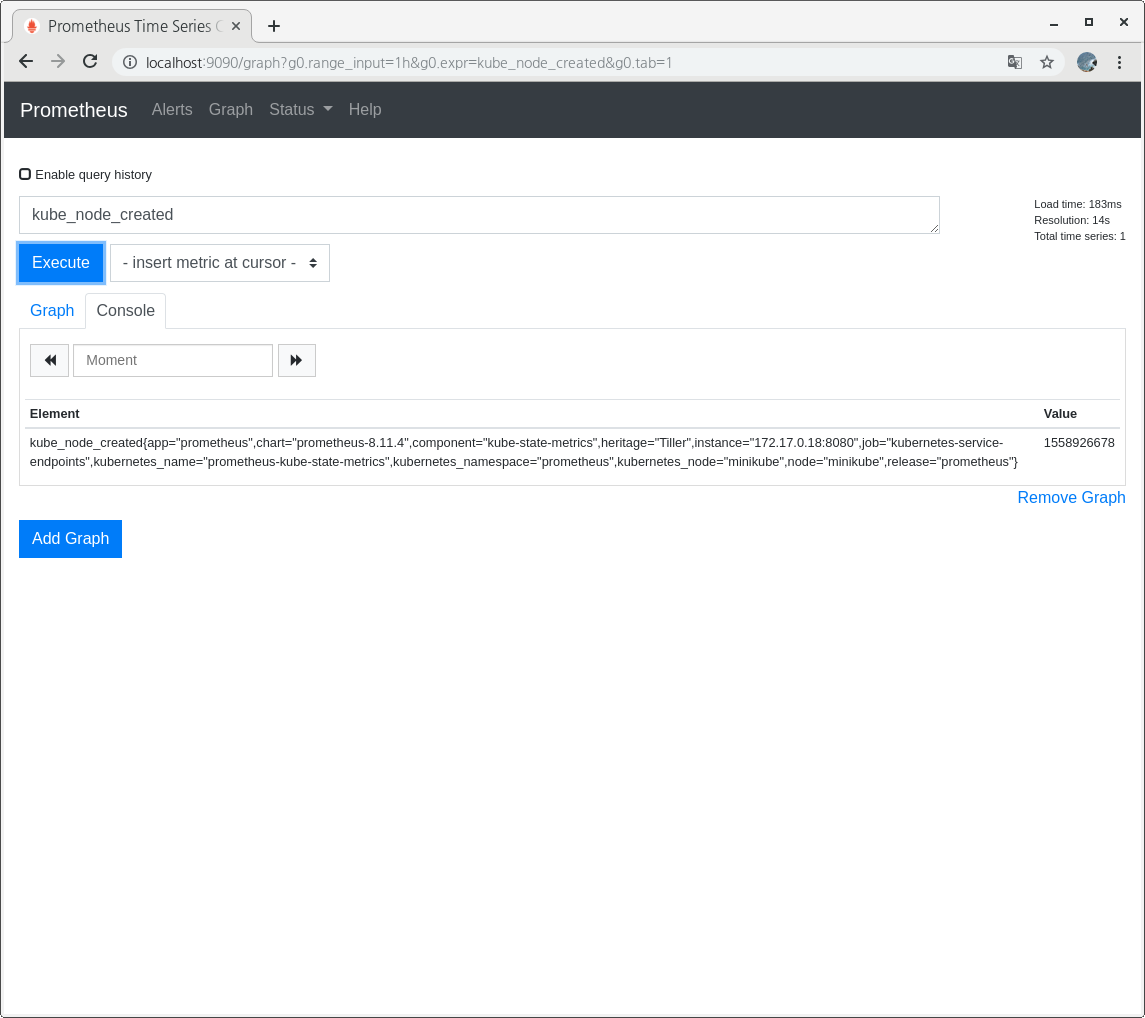 Prometheus Time Series C
localhost:9090/graph?g0.range_input=1h&g0.expr=kube_node_created&g0.tab=1
Prometheus Alerts Graph Status Help
Enable query history
kube_node_created
Load time: 183ms
Resolution: 14s
Total time series: 1
Execute - insert metric at cursor -
Graph Console
Moment
Element Value
kube_node_created{app="prometheus",chart="prometheus-8.11.4",component="kube-state-metrics",heritage="Tiller",instance="172.17.0.18:8080",job="kubernetes-service- 1558926678
endpoints",kubernetes_name="prometheus-kube-state-metrics",kubernetes_namespace="prometheus",kubernetes_node="minikube",node="minikube",release="prometheus"}
Remove Graph
Add Graph